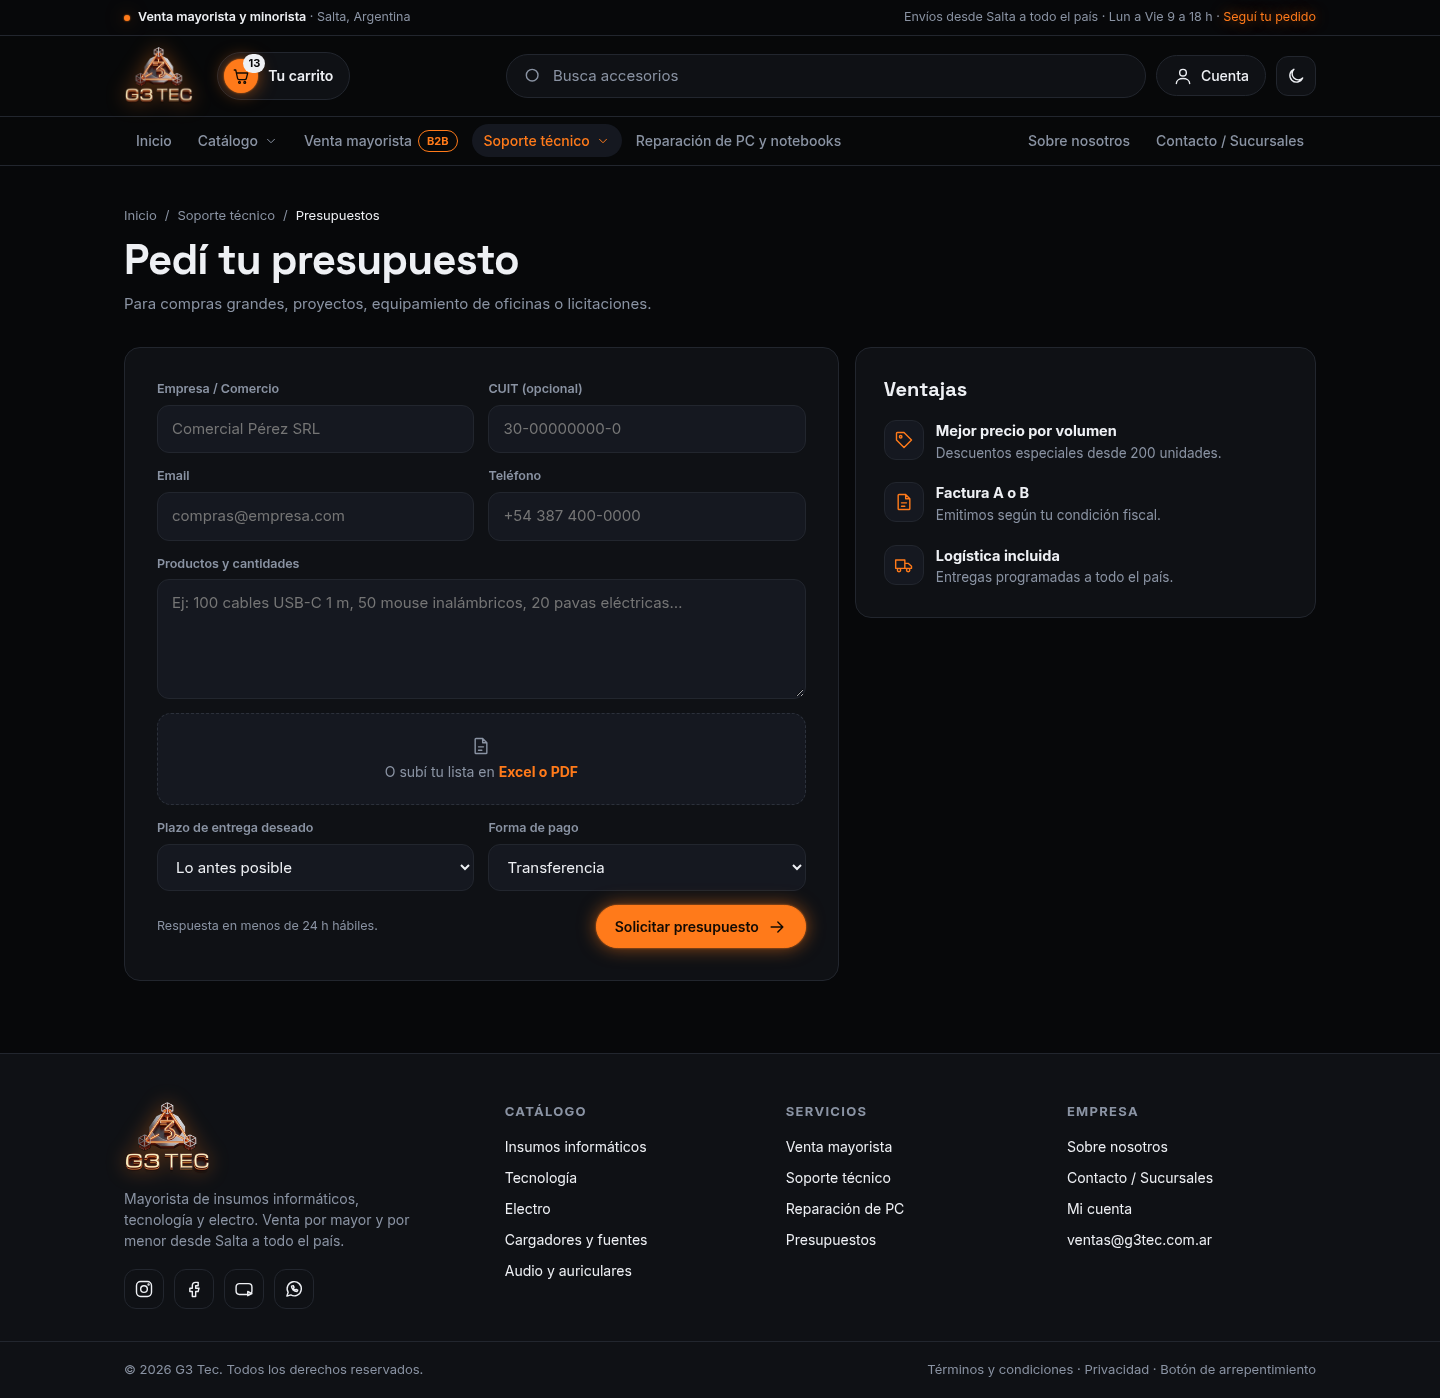 Venta mayorista y minorista · Salta, Argentina
Envíos desde Salta a todo el país · Lun a Vie 9 a 18 h · Seguí tu pedido
G3 TEC
13
Tu carrito
Busca accesorios
Cuenta
Inicio
Catálogo
Venta mayorista B2B
Soporte técnico
Reparación de PC y notebooks
Sobre nosotros
Contacto / Sucursales
Inicio / Soporte técnico / Presupuestos
Pedí tu presupuesto
Para compras grandes, proyectos, equipamiento de oficinas o licitaciones.
Empresa / Comercio
CUIT (opcional)
Comercial Pérez SRL
30-00000000-0
Email
Teléfono
compras@empresa.com
+54 387 400-0000
Productos y cantidades
Ej: 100 cables USB-C 1 m, 50 mouse inalámbricos, 20 pavas eléctricas...
O subí tu lista en Excel o PDF
Plazo de entrega deseado
Forma de pago
Lo antes posible
Transferencia
Respuesta en menos de 24 h hábiles.
Solicitar presupuesto
Ventajas
Mejor precio por volumen
Descuentos especiales desde 200 unidades.
Factura A o B
Emitimos según tu condición fiscal.
Logística incluida
Entregas programadas a todo el país.
G3 TEC
Mayorista de insumos informáticos,
tecnología y electro. Venta por mayor y por
menor desde Salta a todo el país.
CATÁLOGO
Insumos informáticos
Tecnología
Electro
Cargadores y fuentes
Audio y auriculares
SERVICIOS
Venta mayorista
Soporte técnico
Reparación de PC
Presupuestos
EMPRESA
Sobre nosotros
Contacto / Sucursales
Mi cuenta
ventas@g3tec.com.ar
© 2026 G3 Tec. Todos los derechos reservados.
Términos y condiciones · Privacidad · Botón de arrepentimiento